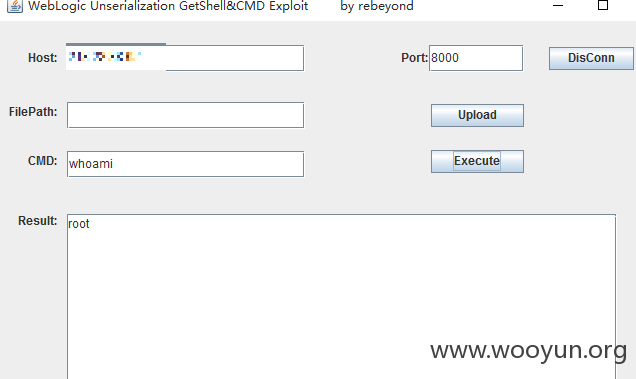 WebLogic Unserialization GetShell&CMD Exploit by rebeyond
Host: Port: 8000 DisConn
FilePath: Upload
CMD: whoami Execute
Result: root
www.wooyun.org